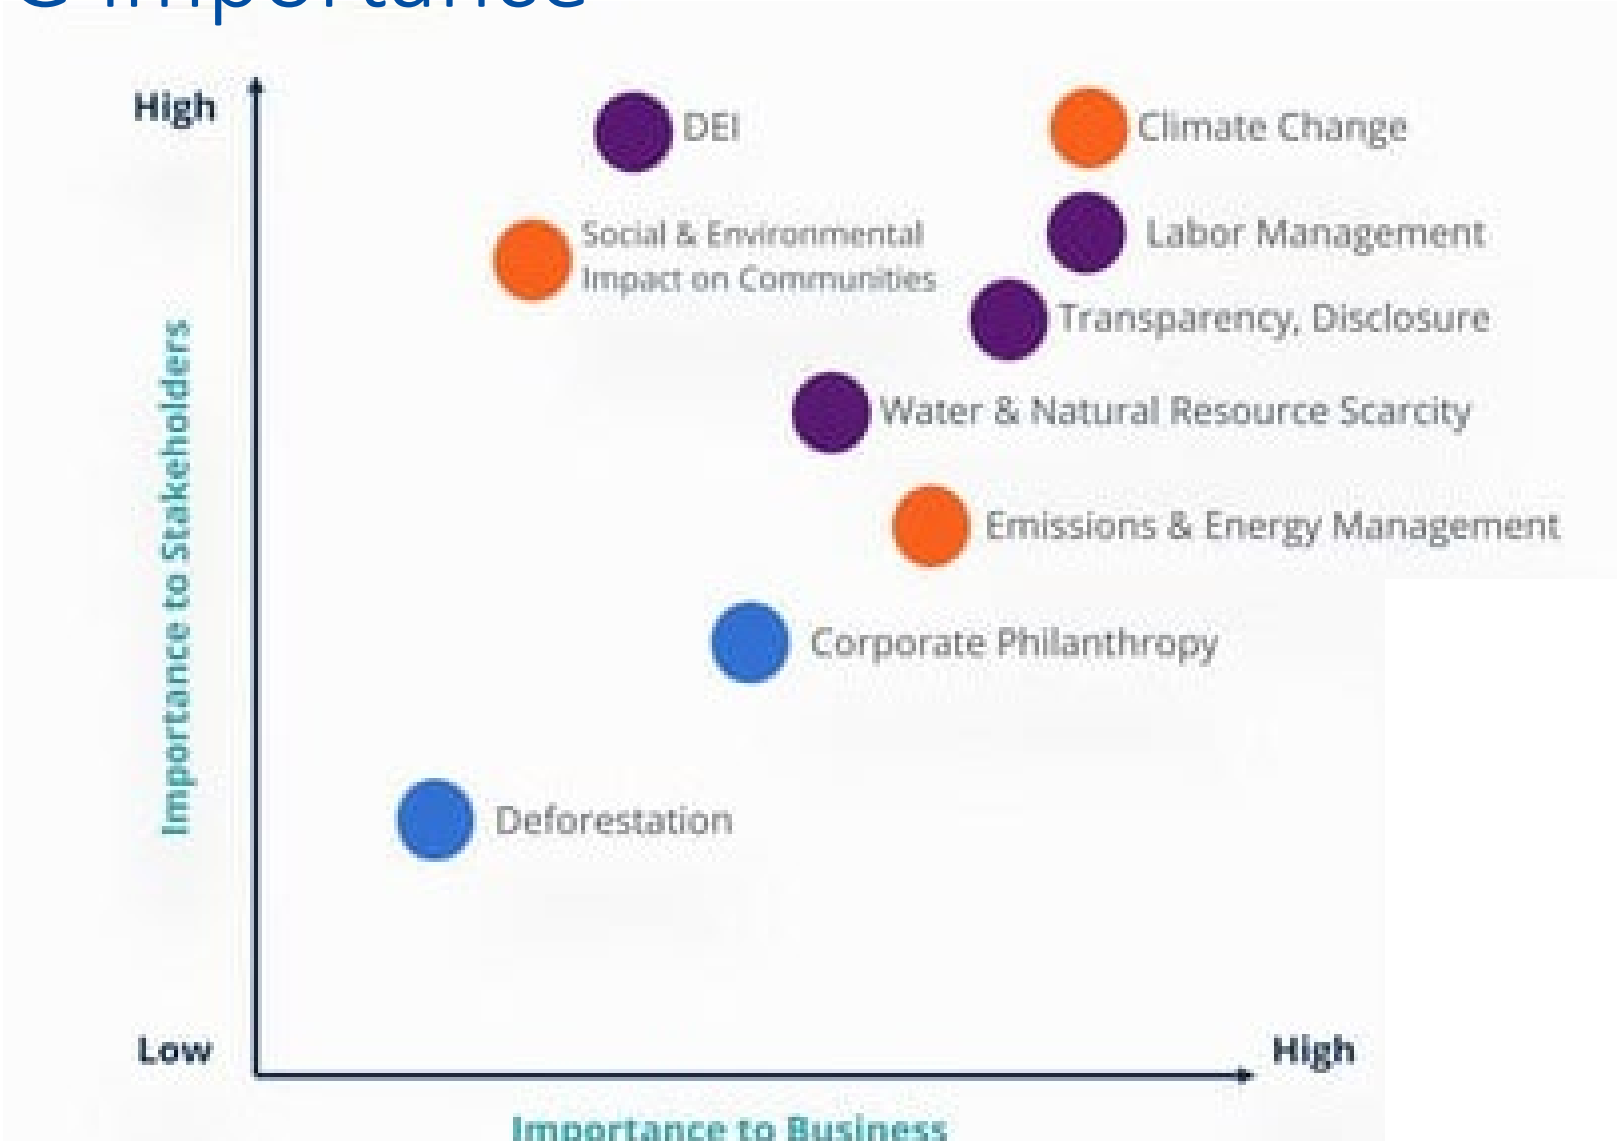 G Importance
High
DEI
Climate Change
Social & Environmental
Impact on Communities
Labor Management
Transparency, Disclosure
Water & Natural Resource Scarcity
Emissions & Energy Management
Corporate Philanthropy
Deforestation
Importance to Stakeholders
Low
High
Importance to Business